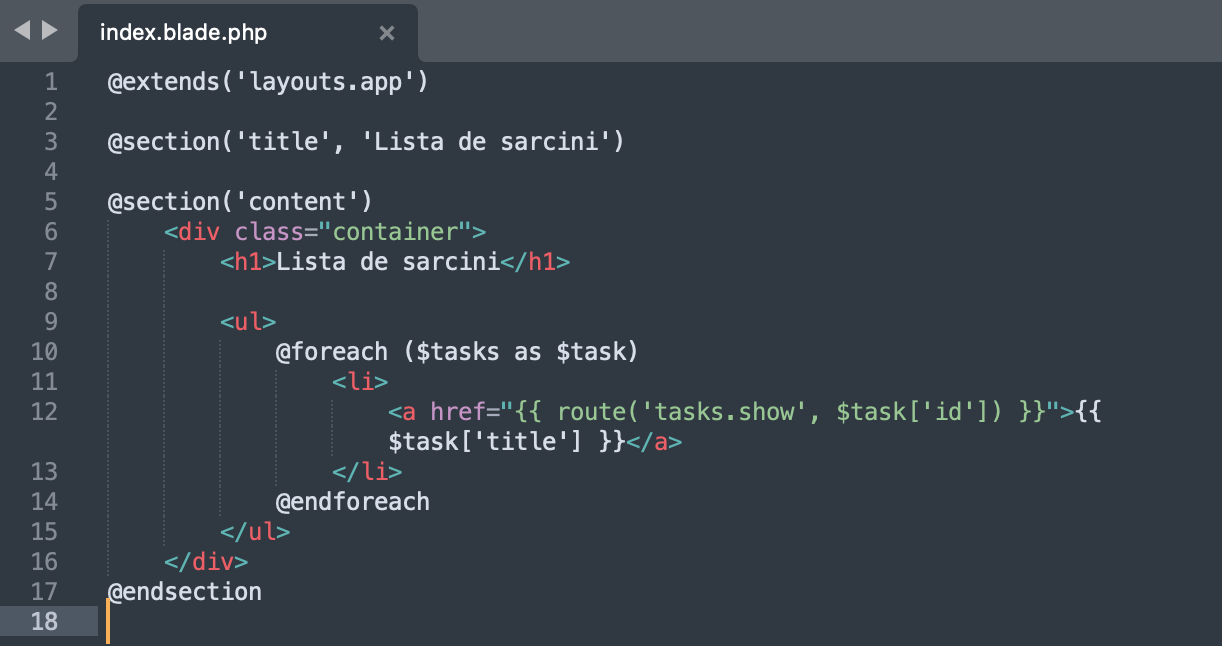 index.blade.php
1 @extends('layouts.app')
2
3 @section('title', 'Lista de sarcini')
4
5 @section('content')
6 <div class="container">
7 <h1>Lista de sarcini</h1>
8
9 <ul>
10 @foreach ($tasks as $task)
11 <li>
12 <a href="{{ route('tasks.show', $task['id']) }}">{{
$task['title'] }}</a>
13 </li>
14 @endforeach
15 </ul>
16 </div>
17 @endsection
18